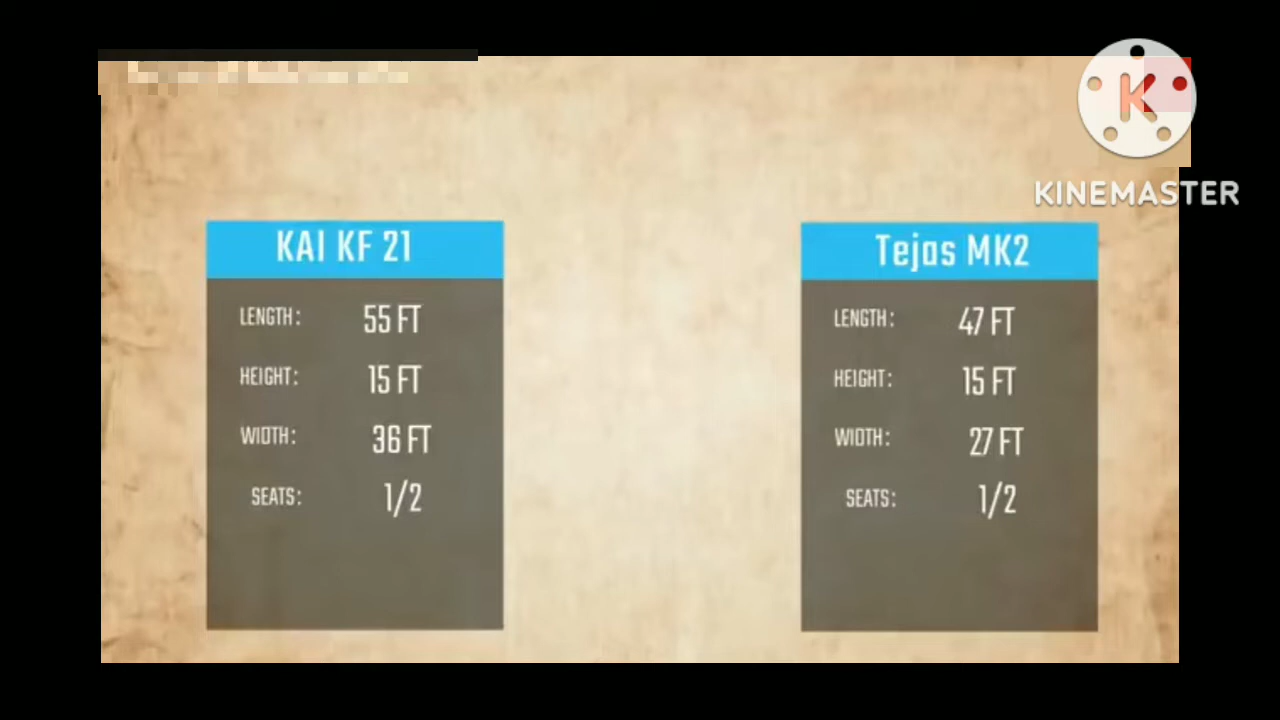 KINEMASTER
KAI KF 21
LENGTH: 55 FT
HEIGHT: 15 FT
WIDTH: 36 FT
SEATS: 1/2
Tejas MK2
LENGTH: 47 FT
HEIGHT: 15 FT
WIDTH: 27 FT
SEATS: 1/2